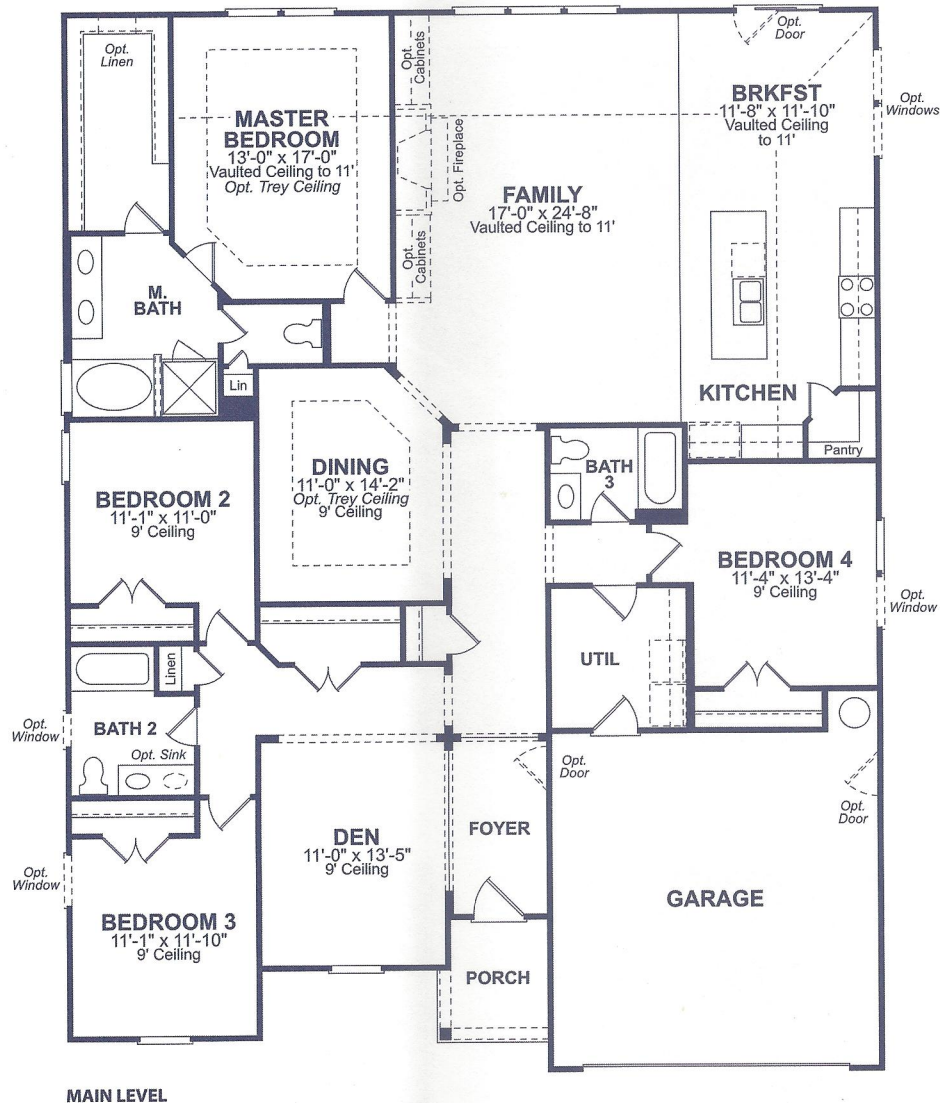 Opt.
Linen
MASTER
BEDROOM
13'-0" x 17'-0"
Vaulted Ceiling to 11'
Opt. Trey Ceiling
Opt.
Cabinets
Opt. Fireplace
Opt.
Cabinets
FAMILY
17'-0" x 24'-8"
Vaulted Ceiling to 11'
Opt.
Door
BRKFST
11'-8" x 11'-10"
Vaulted Ceiling
to 11'
Opt.
Windows
M.
BATH
Lin
KITCHEN
Pantry
DINING
11'-0" x 14'-2"
Opt. Trey Ceiling
9' Ceiling
BATH
3
BEDROOM 2
11'-1" x 11'-0"
9' Ceiling
BEDROOM 4
11'-4" x 13'-4"
9' Ceiling
Opt.
Window
UTIL
Linen
BATH 2
Opt.
Window
Opt. Sink
Opt.
Door
Opt.
Door
FOYER
DEN
11'-0" x 13'-5"
9' Ceiling
GARAGE
Opt.
Window
BEDROOM 3
11'-1" x 11'-10"
9' Ceiling
PORCH
MAIN LEVEL